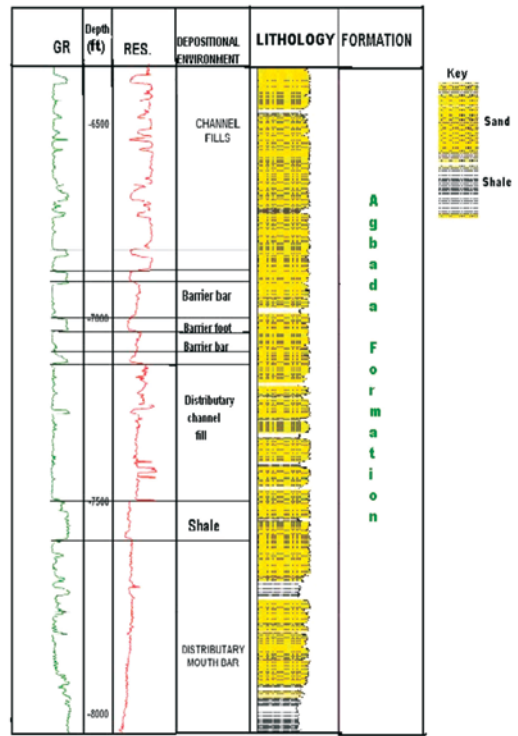 GR
Depth
(ft)
RES.
DEPOSITIONAL
ENVIRONMENT
LITHOLOGY
FORMATION
Key
Sand
Shale
-6500
CHANNEL
FILLS
Barrier bar
-7000
Barrier foot
Barrier bar
Distributary
channel
fill
-7500
Shale
DISTRIBUTARY
MOUTH BAR
-8000
Agbada Formation